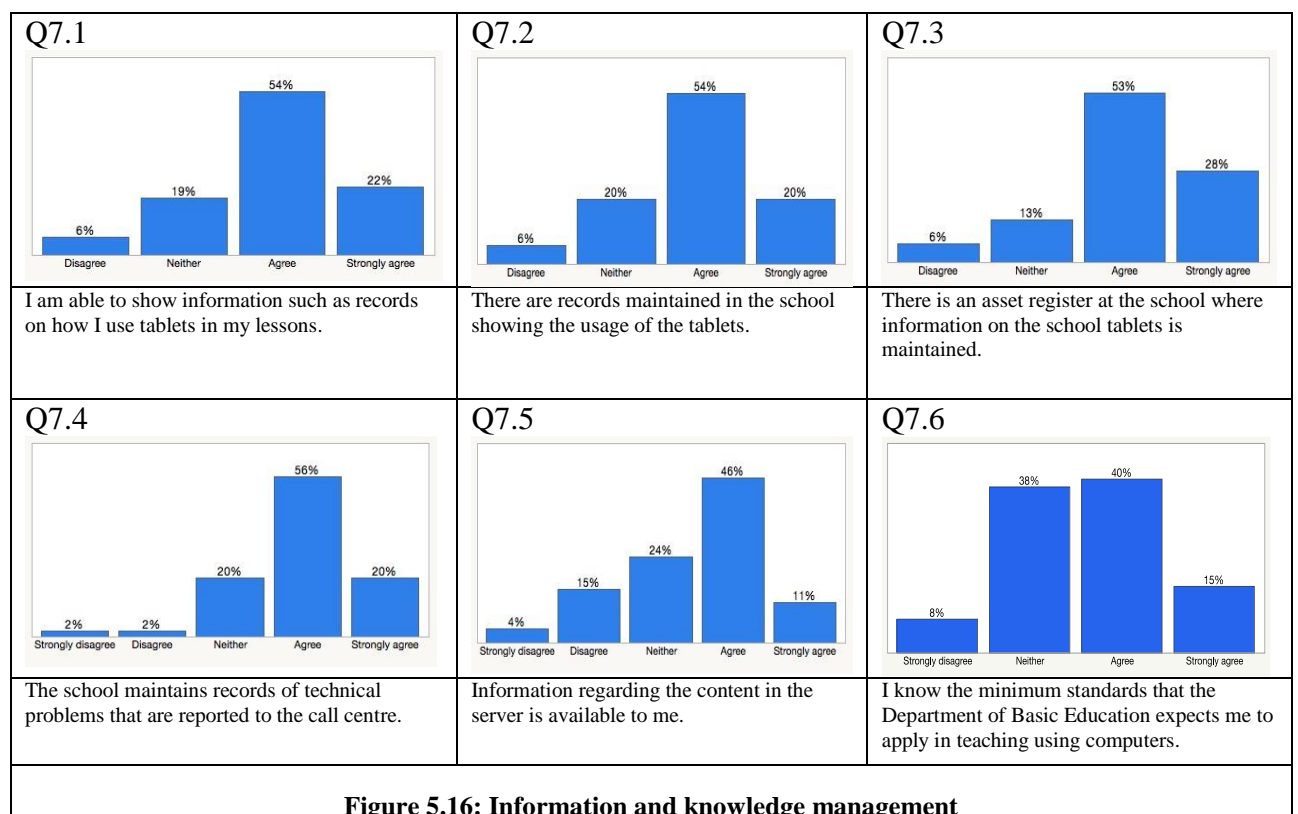 Q7.1
54%
22%
19%
6%
Disagree Neither Agree Strongly agree
I am able to show information such as records
on how I use tablets in my lessons.
Q7.2
54%
20%
20%
6%
Disagree Neither Agree Strongly agree
There are records maintained in the school
showing the usage of the tablets.
Q7.3
53%
28%
13%
6%
Disagree Neither Agree Strongly agree
There is an asset register at the school where
information on the school tablets is
maintained.
Q7.4
56%
20%
20%
2%
2%
Strongly disagree Disagree Neither Agree Strongly agree
The school maintains records of technical
problems that are reported to the call centre.
Q7.5
46%
24%
15%
11%
4%
Strongly disagree Disagree Neither Agree Strongly agree
Information regarding the content in the
server is available to me.
Q7.6
40%
38%
15%
8%
Strongly disagree Neither Agree Strongly agree
I know the minimum standards that the
Department of Basic Education expects me to
apply in teaching using computers.
Figure 5.16: Information and knowledge management